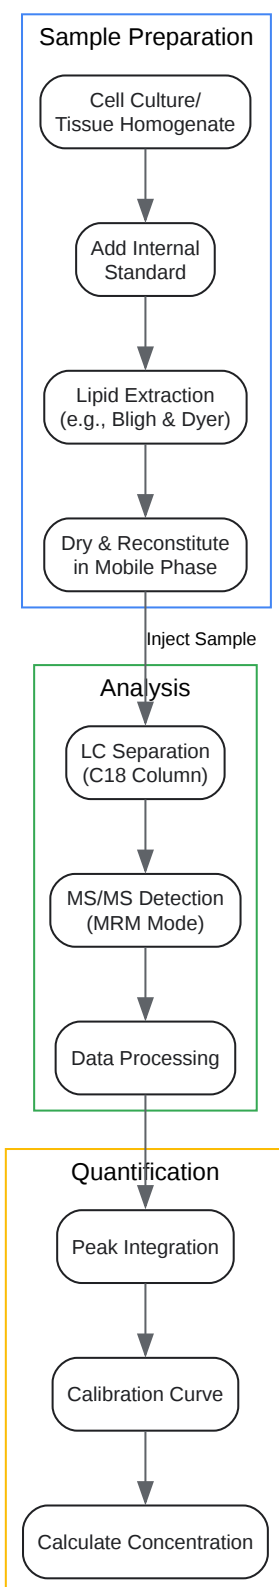 Sample Preparation
Cell Culture/
Tissue Homogenate
Add Internal
Standard
Lipid Extraction
(e.g., Bligh & Dyer)
Dry & Reconstitute
in Mobile Phase
Inject Sample
Analysis
LC Separation
(C18 Column)
MS/MS Detection
(MRM Mode)
Data Processing
Quantification
Peak Integration
Calibration Curve
Calculate Concentration